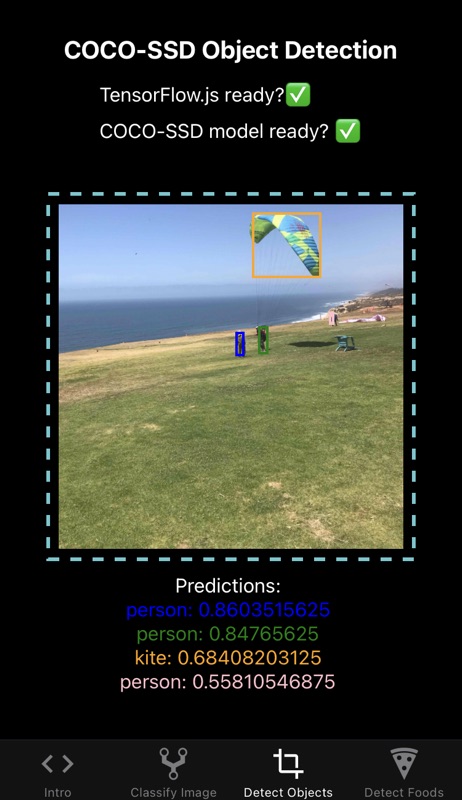 COCO-SSD Object Detection
TensorFlow.js ready?✅
COCO-SSD model ready? ✅
Predictions:
person: 0.8603515625
person: 0.84765625
kite: 0.68408203125
person: 0.55810546875
Intro
Classify Image
Detect Objects
Detect Foods